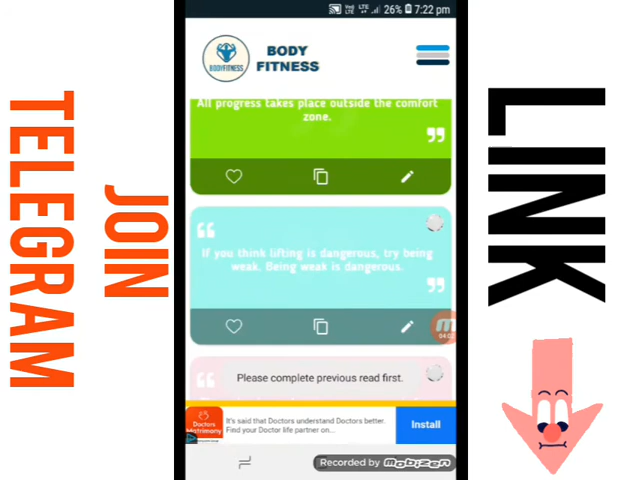 TELEGRAM
JOIN
LINK
26% 7:22 pm
BODYFITNESS
BODY
FITNESS
All progress takes place outside the comfort
zone.
If you think lifting is dangerous, try being
weak. Being weak is dangerous.
04:02
Please complete previous read first.
Doctors
Matrimony
It's said that Doctors understand Doctors better.
Find your Doctor life partner on...
Install
Recorded by mobizen